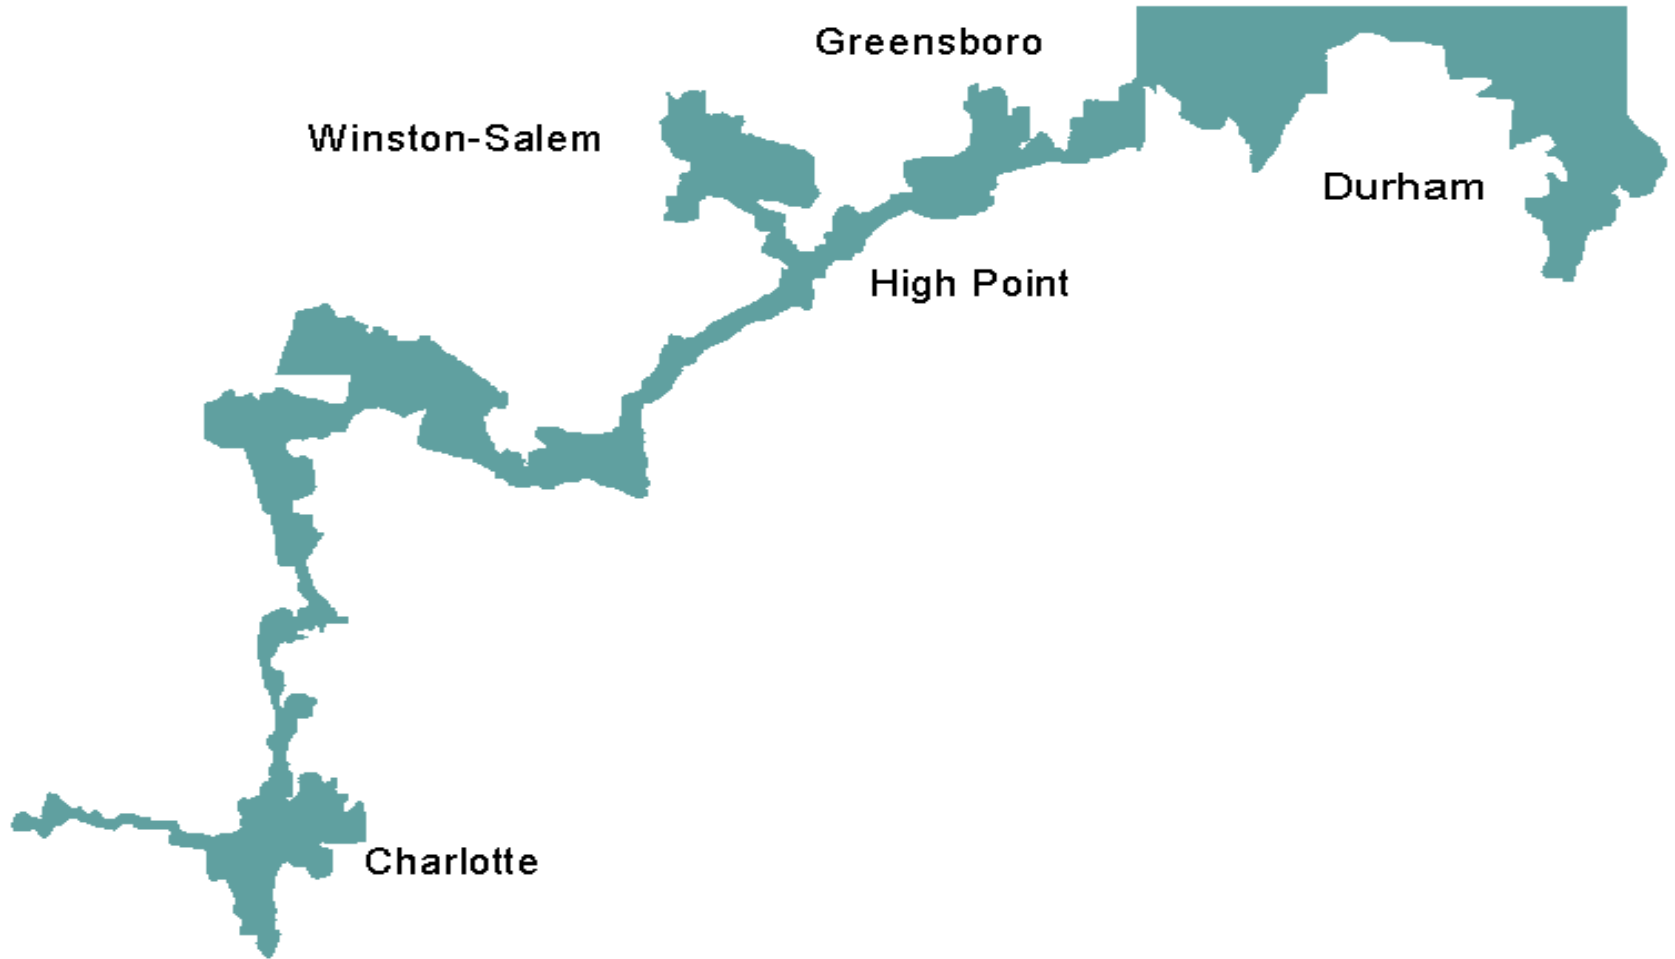 Greensboro
Winston-Salem
Durham
High Point
Charlotte